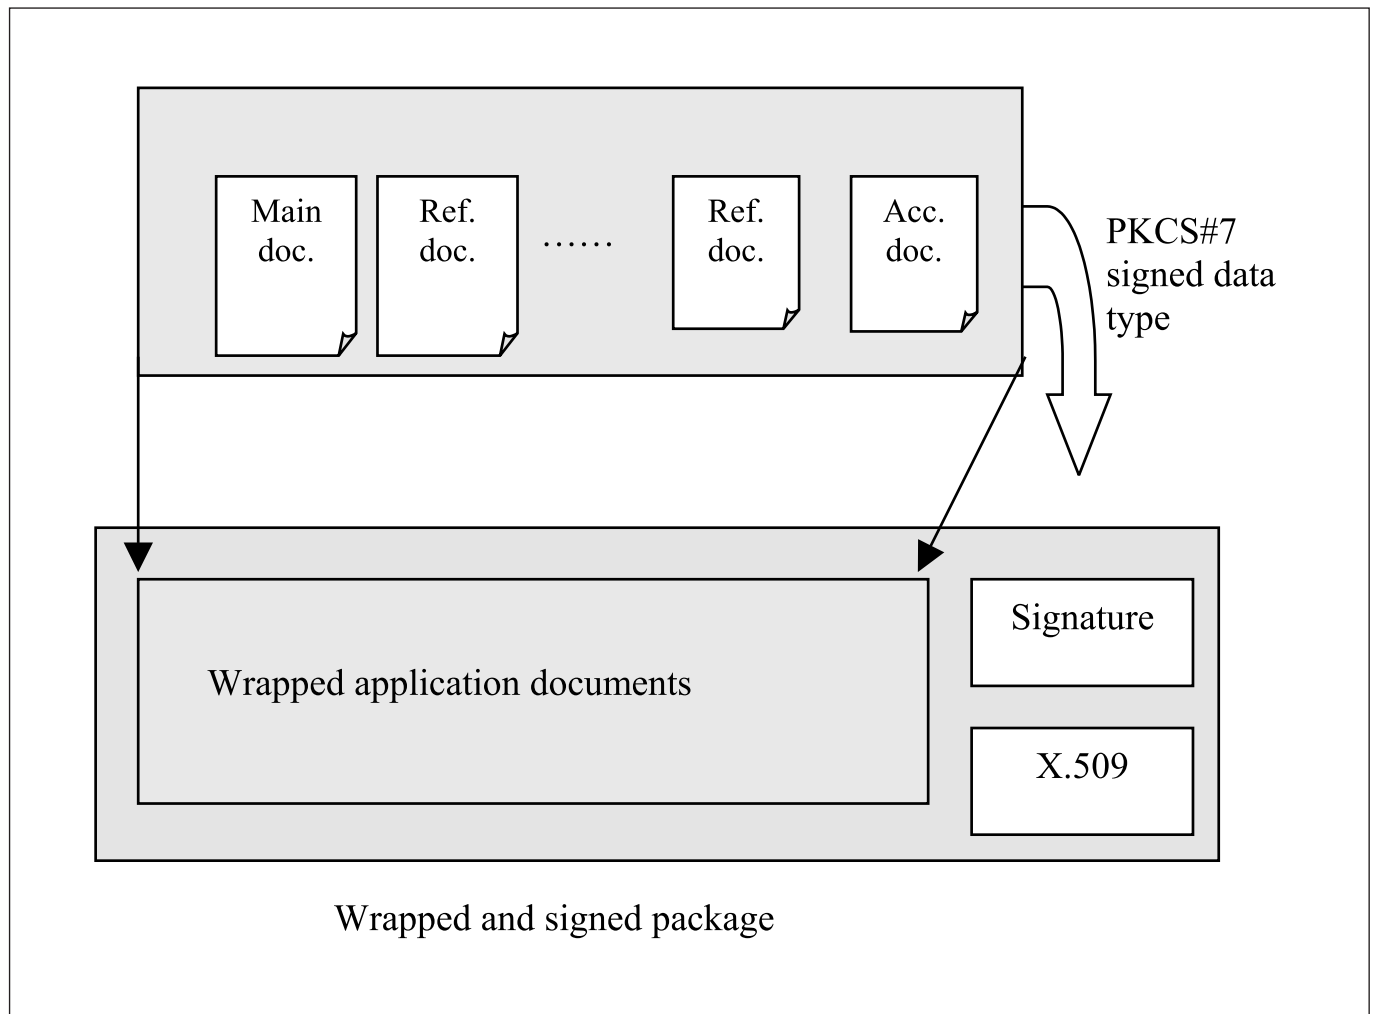 Main
doc.
Ref.
doc.
......
Ref.
doc.
Acc.
doc.
PKCS#7
signed data
type
Wrapped application documents
Signature
X.509
Wrapped and signed package